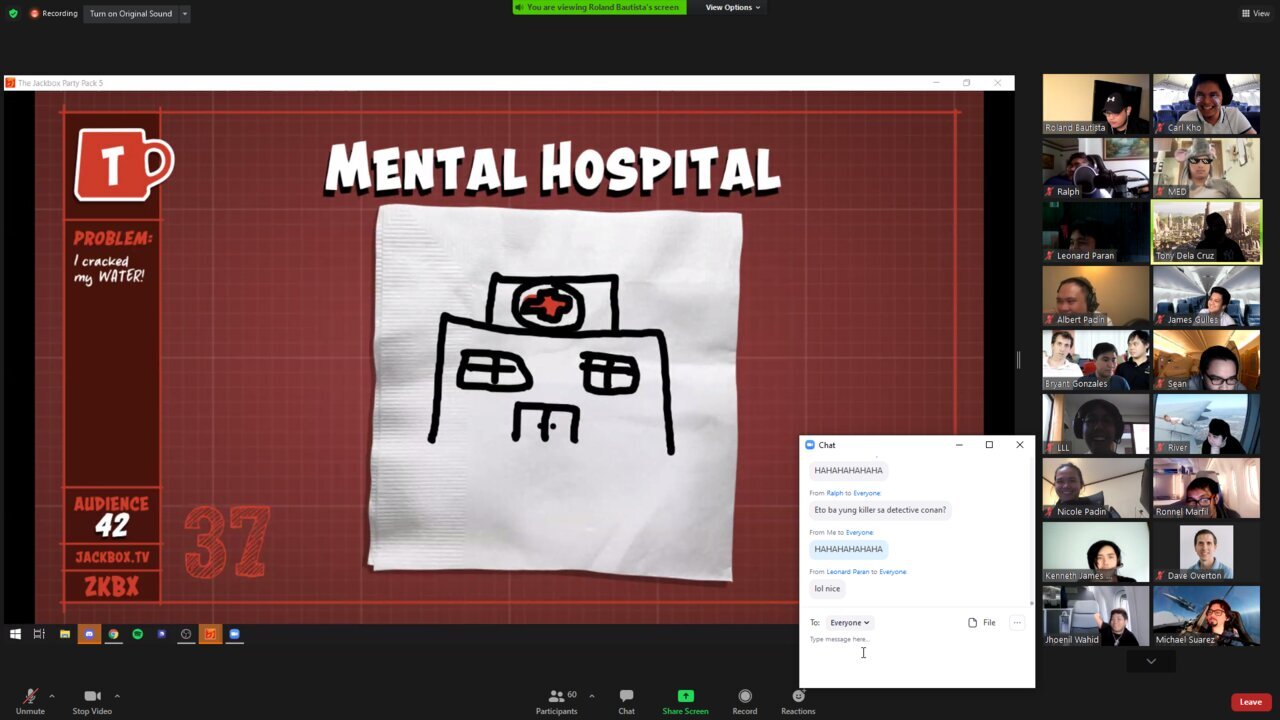 Recording
Turn on Original Sound
You are viewing Roland Bautista's screen
View Options
View
The Jackbox Party Pack 5
T
PROBLEM:
I cracked
my WATER!
MENTAL HOSPITAL
AUDIENCE
42
JACKBOX.TV
ZKBX
37
Roland Bautista
Carl Kho
Ralph
MED
Leonard Paran
Tony Dela Cruz
Albert Padin
James Gulles
Bryant Gonzales
Sean
LLL
River
Nicole Padin
Ronnel Marfil
Kenneth James ...
Dave Overton
Jhoenil Wahid
Michael Suarez
Chat
HAHAHAHAHAHA
From Ralph to Everyone:
Eto ba yung killer sa detective conan?
From Me to Everyone:
HAHAHAHAHAHA
From Leonard Paran to Everyone:
lol nice
To: Everyone
File
Type message here...
Unmute
Stop Video
Participants
60
Chat
Share Screen
Record
Reactions
Leave